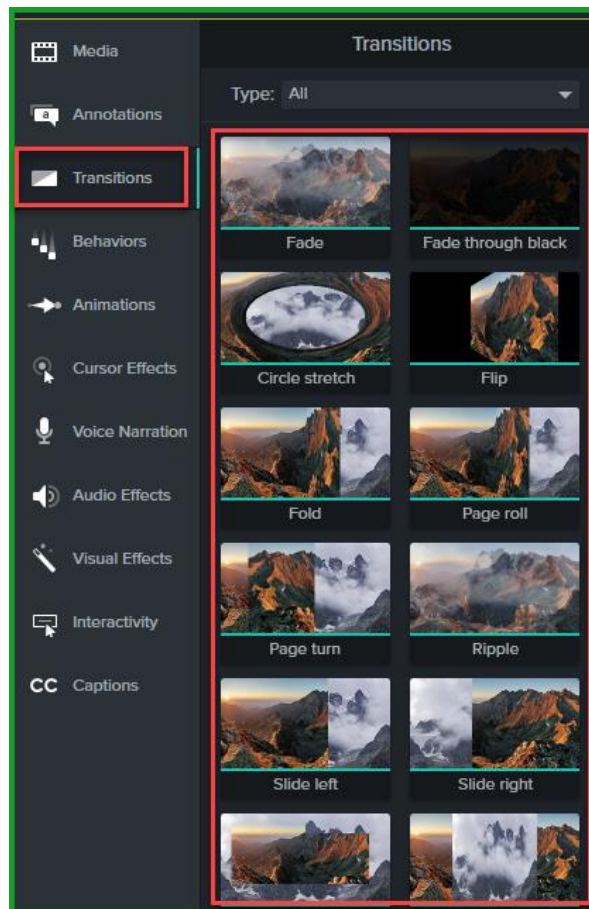 Media
Annotations
a
Transitions
Behaviors
Animations
Cursor Effects
Voice Narration
Audio Effects
Visual Effects
Interactivity
CC Captions
Transitions
Type: All
Fade
Fade through black
Circle stretch
Flip
Fold
Page roll
Page turn
Ripple
Slide left
Slide right